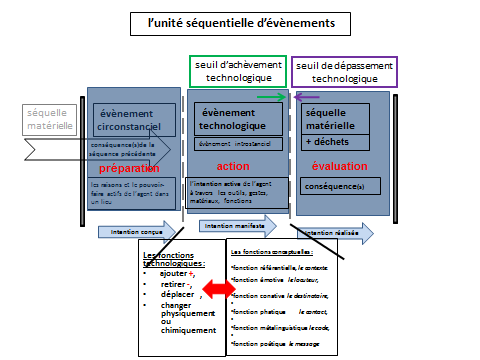 l'unité séquentielle d'évènements
seuil d'achèvement
technologique
seuil de dépassement
technologique
séquelle
matérielle
évènement
circonstanciel
conséquence(s)de la
séquence précédente
préparation
les raisons et le pouvoir-
faire actifs de l'agent dans
un lieu
évènement
technologique
évènement introstanciel
action
l'intention active de l'agent
à travers les outils, gestes,
matériaux, fonctions
séquelle
matérielle
+ déchets
évaluation
conséquence(s)
Intention conçue
Intention manifeste
Intention réalisée
Les fonctions
technologiques :
• ajouter +,
• retirer -,
• déplacer ,
• changer
physiquement
ou
chimiquement
Les fonctions conceptuelles :
*fonction référentielle, le contexte
*fonction émotive le locuteur,
*fonction conative le destinataire,
*fonction phatique le contact,
*fonction métalinguistique le code,
*fonction poétique le message